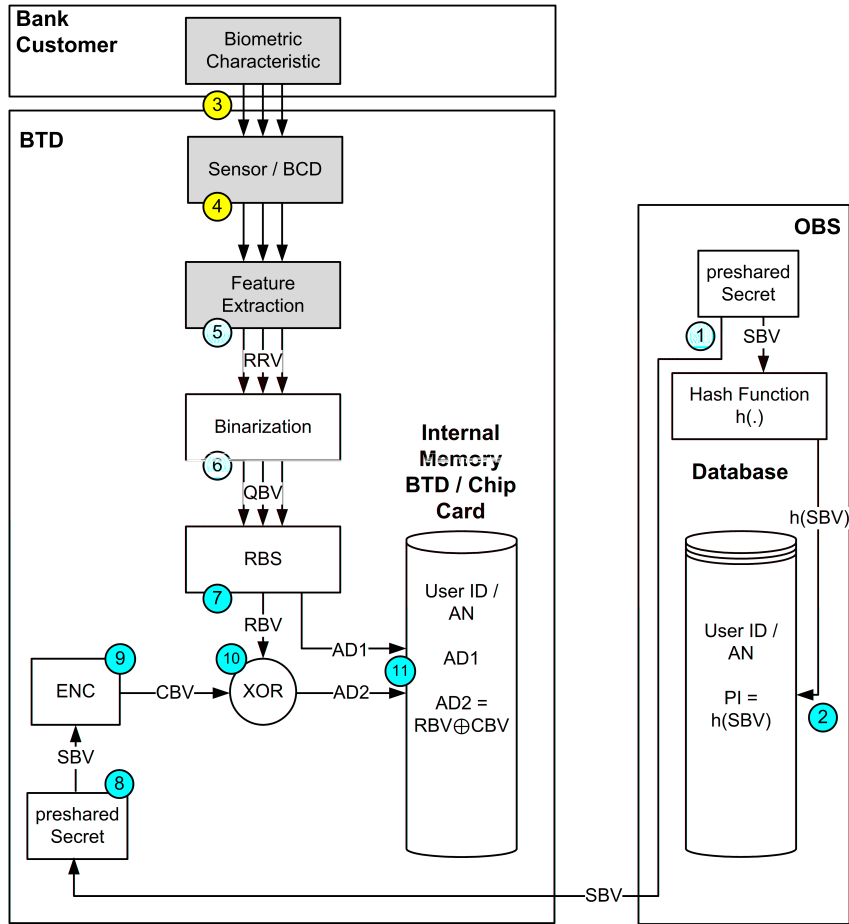 Bank
Customer
Biometric
Characteristic
3
BTD
Sensor / BCD
4
Feature
Extraction
5
RRV
Binarization
6
QBV
RBS
7
RBV
AD1
10
XOR
AD2
9
ENC
CBV
SBV
8
preshared
Secret
Internal
Memory
BTD / Chip
Card
User ID /
AN
AD1
11
AD2 =
RBV⊕CBV
SBV
OBS
preshared
Secret
1
SBV
Hash Function
h(.)
Database
h(SBV)
User ID /
AN
PI =
h(SBV)
2